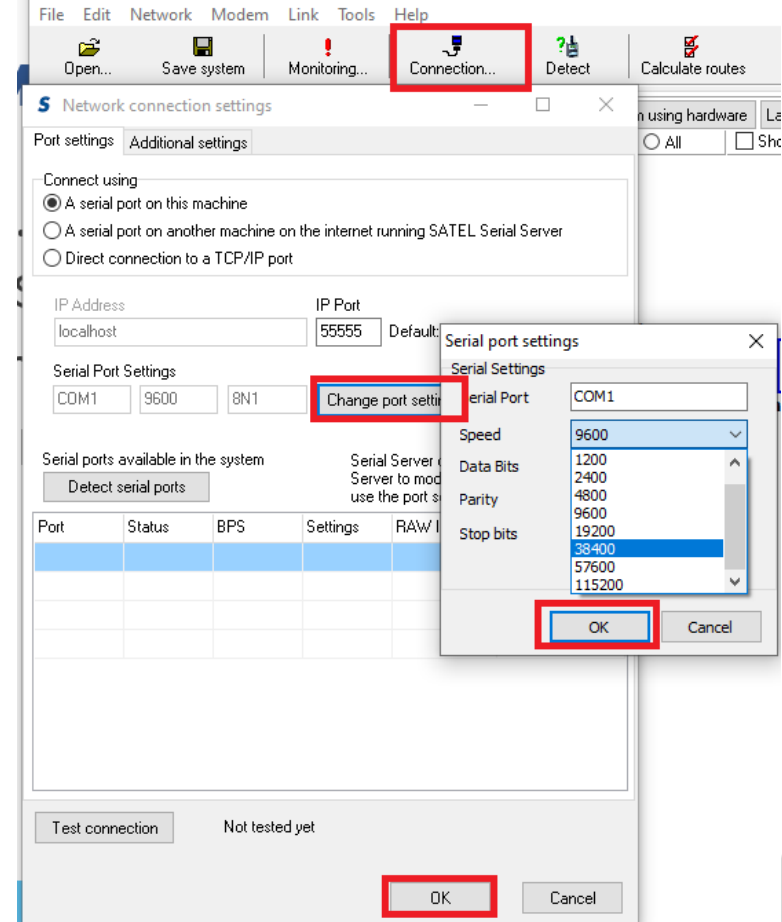 File Edit Network Modem Link Tools Help
Open... Save system Monitoring... Connection... Detect Calculate routes
S Network connection settings
using hardware
Port settings Additional settings
All
Connect using
A serial port on this machine
A serial port on another machine on the internet running SATEL Serial Server
Direct connection to a TCP/IP port
IP Address IP Port
localhost 55555 Default:
Serial Port Settings
COM1 9600 8N1 Change port
Serial port settings
Serial Settings
Port COM1
Speed 9600
Data Bits
Parity
Stop bits
1200
2400
4800
9600
19200
38400
57600
115200
OK Cancel
Serial ports available in the system
Detect serial ports
Serial Server
Server to
use the port
Port Status BPS Settings RAW
Test connection Not tested yet
OK Cancel